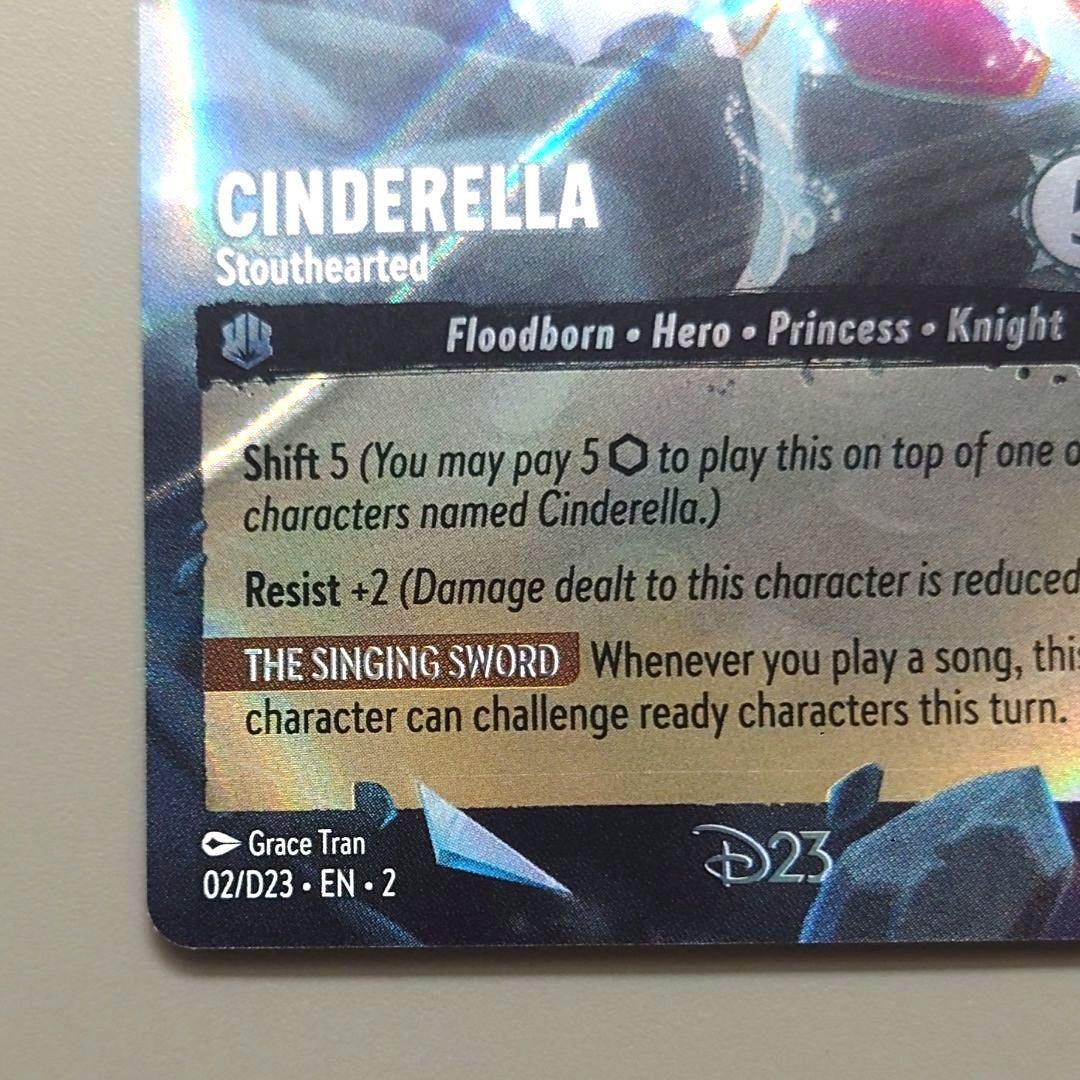 CINDERELLA
Stouthearted
Floodborn • Hero • Princess • Knight
Shift 5 (You may pay 5 ⬡ to play this on top of one o
characters named Cinderella.)
Resist +2 (Damage dealt to this character is reduced
THE SINGING SWORD Whenever you play a song, this
character can challenge ready characters this turn.
Grace Tran
02/D23 • EN • 2
D23